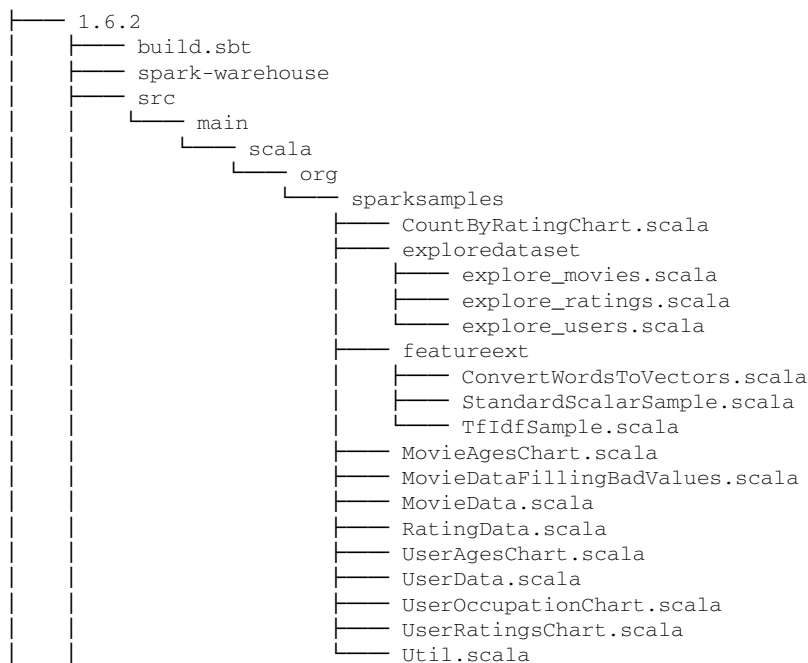 ├── 1.6.2
│   ├── build.sbt
│   ├── spark-warehouse
│   ├── src
│   │   └── main
│   │       └── scala
│   │           └── org
│   │               └── sparksamples
│   │                   ├── CountByRatingChart.scala
│   │                   ├── exploredataset
│   │                   │   ├── explore_movies.scala
│   │                   │   ├── explore_ratings.scala
│   │                   │   └── explore_users.scala
│   │                   ├── featureext
│   │                   │   ├── ConvertWordsToVectors.scala
│   │                   │   ├── StandardScalarSample.scala
│   │                   │   └── TfIdfSample.scala
│   │                   ├── MovieAgesChart.scala
│   │                   ├── MovieDataFillingBadValues.scala
│   │                   ├── MovieData.scala
│   │                   ├── RatingData.scala
│   │                   ├── UserAgesChart.scala
│   │                   ├── UserData.scala
│   │                   ├── UserOccupationChart.scala
│   │                   ├── UserRatingsChart.scala
│   │                   └── Util.scala